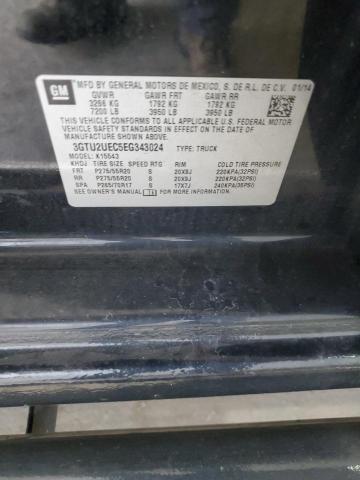 GM
MFD BY GENERAL MOTORS DE MEXICO, S. DE R.L. DE C.V. 01/14
GVWR GAWR FRT GAWR RR
3266 KG 1792 KG 1792 KG
7200 LB 3950 LB 3950 LB
THIS VEHICLE CONFORMS TO ALL APPLICABLE U.S. FEDERAL
MOTOR VEHICLE SAFETY STANDARDS IN EFFECT ON THE DATE OF
MANUFACTURE SHOWN ABOVE.
3GTU2UEC5EG343024 TYPE: TRUCK
MODEL: K15543
TIRE SIZE SPEED RTG RIM COLD TIRE PRESSURE
FRT P275/55R20 S 20X9J 220KPA(32PSI)
RR P275/55R20 S 20X9J 220KPA(32PSI)
SPA P265/70R17 S 17X7J 240KPA(35PSI)
SEE OWNER'S MANUAL FOR MORE INFORMATION.